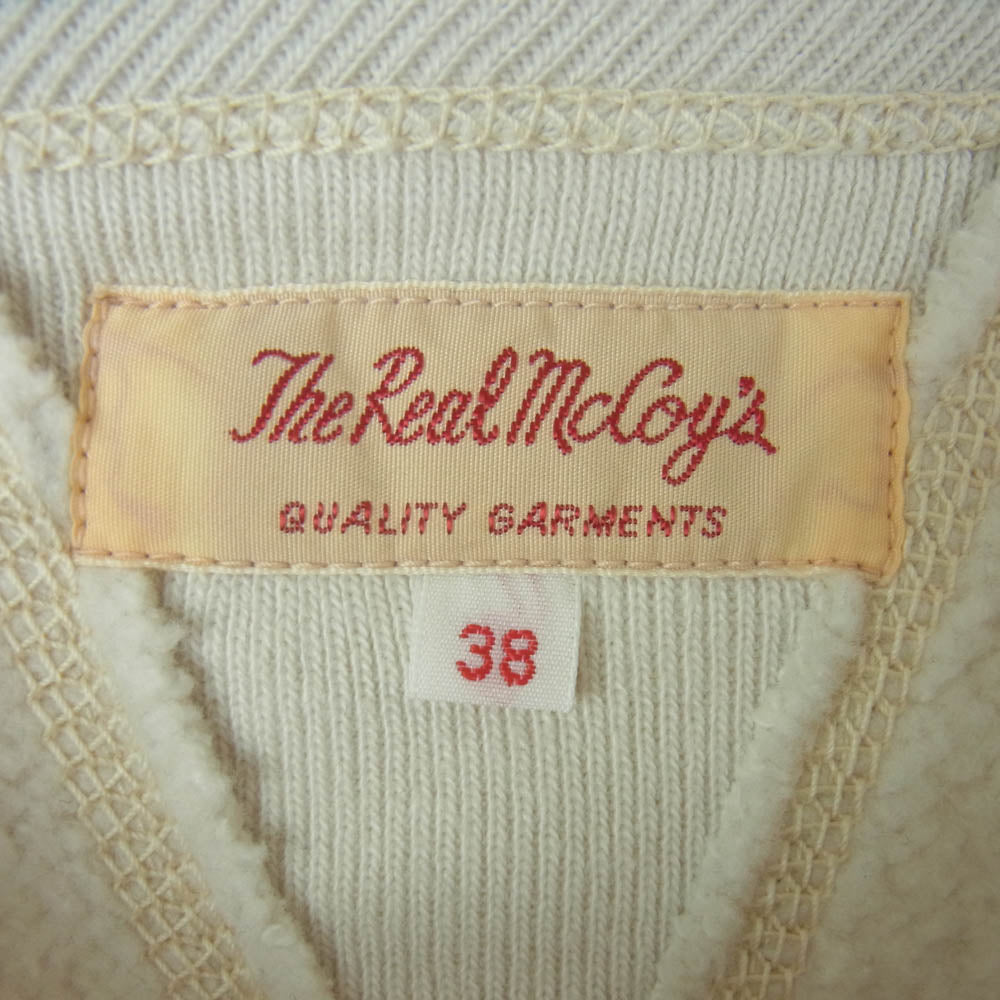 The Real McCoy's
QUALITY GARMENTS
38